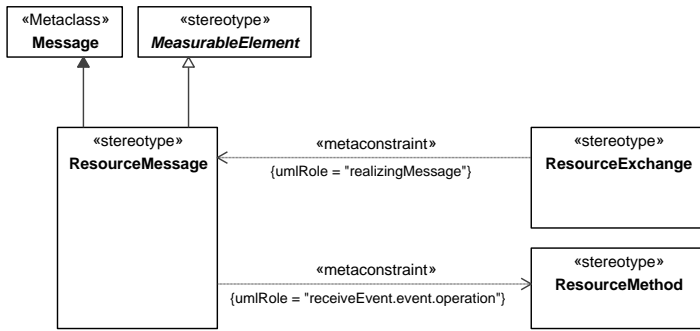 «Metaclass»
Message
«stereotype»
MeasurableElement
«stereotype»
ResourceMessage
«metaconstraint»
{umlRole = "realizingMessage"}
«stereotype»
ResourceExchange
«metaconstraint»
{umlRole = "receiveEvent.event.operation"}
«stereotype»
ResourceMethod